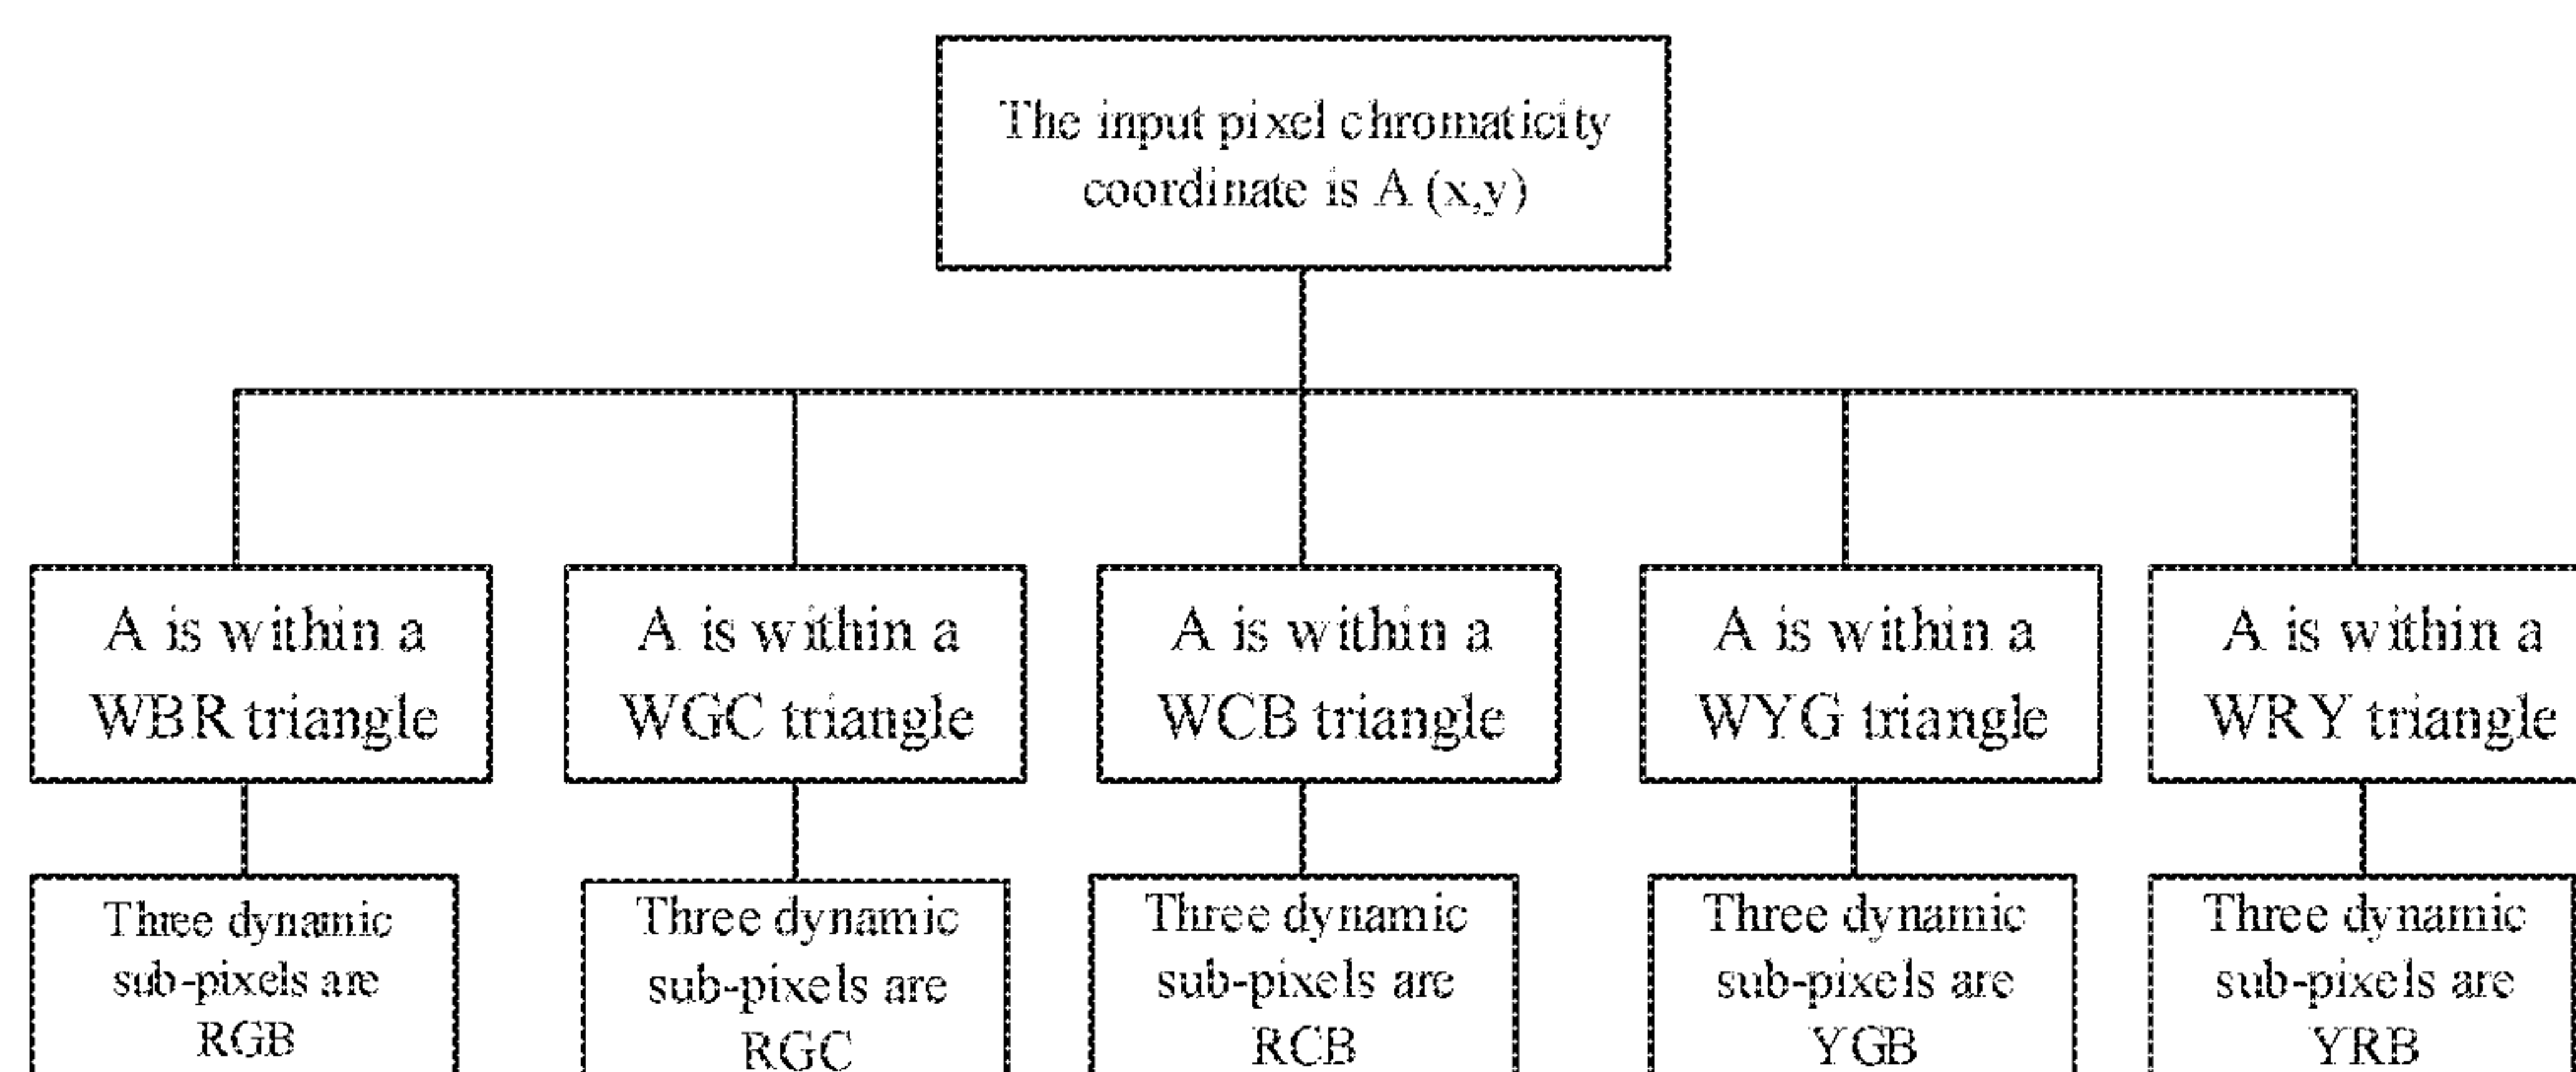 The input pixel chromaticity
coordinate is A (x,y)
A is within a
WBR triangle
A is within a
WGC triangle
A is within a
WCB triangle
A is within a
WYG triangle
A is within a
WRY triangle
Three dynamic
sub-pixels are
RGB
Three dynamic
sub-pixels are
RGC
Three dynamic
sub-pixels are
RCB
Three dynamic
sub-pixels are
YGB
Three dynamic
sub-pixels are
YRB